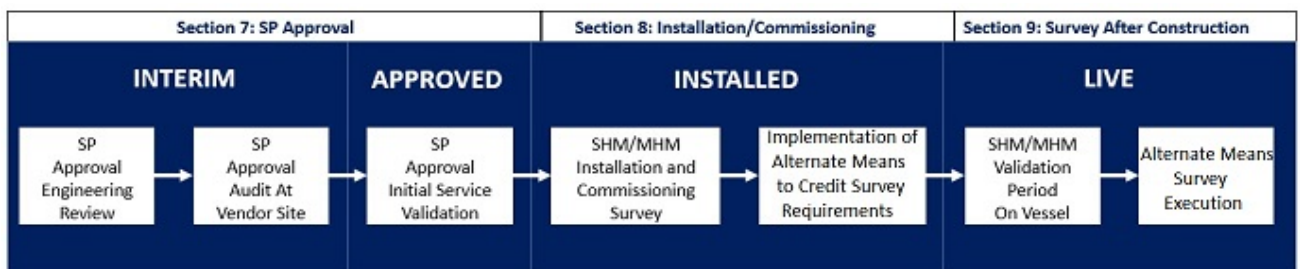 Section 7: SP Approval
Section 8: Installation/Commissioning
Section 9: Survey After Construction
INTERIM
APPROVED
INSTALLED
LIVE
SP
Approval
Engineering
Review
SP
Approval
Audit At
Vendor Site
SP
Approval
Initial Service
Validation
SHM/MHM
Installation and
Commissioning
Survey
Implementation of
Alternate Means
to Credit Survey
Requirements
SHM/MHM
Validation
Period
On Vessel
Alternate Means
Survey
Execution